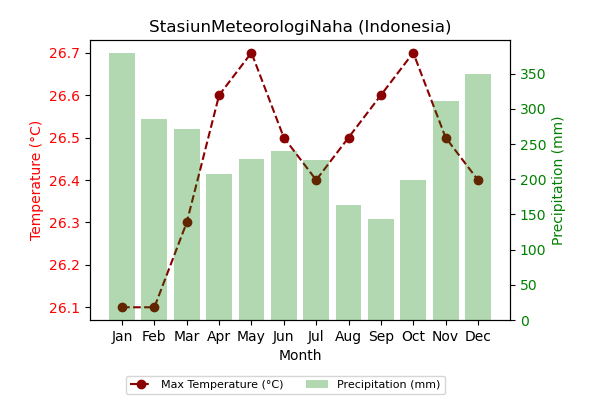 StasiunMeteorologiNaha (Indonesia)
26.7
26.6
26.5
26.4
26.3
26.2
26.1
Temperature (°C)
350
300
250
200
150
100
50
0
Precipitation (mm)
Jan Feb Mar Apr May Jun Jul Aug Sep Oct Nov Dec
Month
Max Temperature (°C) Precipitation (mm)